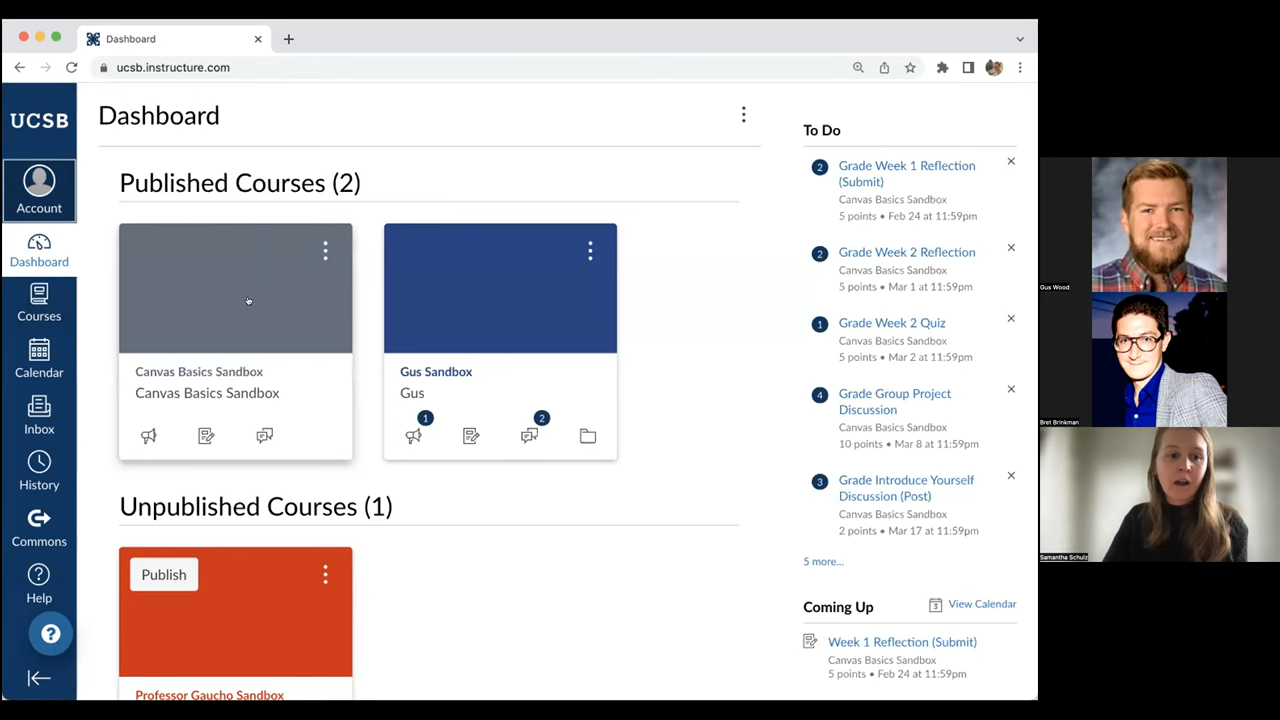 Dashboard
ucsb.instructure.com
UCSB
Account
Dashboard
Courses
Calendar
Inbox
History
Commons
Help
Dashboard
Published Courses (2)
Canvas Basics Sandbox
Canvas Basics Sandbox
Gus Sandbox
Gus
1
2
Unpublished Courses (1)
Publish
Professor Gaucho Sandbox
To Do
2
Grade Week 1 Reflection
(Submit)
Canvas Basics Sandbox
5 points • Feb 24 at 11:59pm
2
Grade Week 2 Reflection
Canvas Basics Sandbox
5 points • Mar 1 at 11:59pm
1
Grade Week 2 Quiz
Canvas Basics Sandbox
5 points • Mar 2 at 11:59pm
4
Grade Group Project
Discussion
Canvas Basics Sandbox
10 points • Mar 8 at 11:59pm
3
Grade Introduce Yourself
Discussion (Post)
Canvas Basics Sandbox
2 points • Mar 17 at 11:59pm
5 more...
Coming Up
3
View Calendar
Week 1 Reflection (Submit)
Canvas Basics Sandbox
5 points • Feb 24 at 11:59pm
Gus Wood
Bret Brinkman
Samantha Schulz